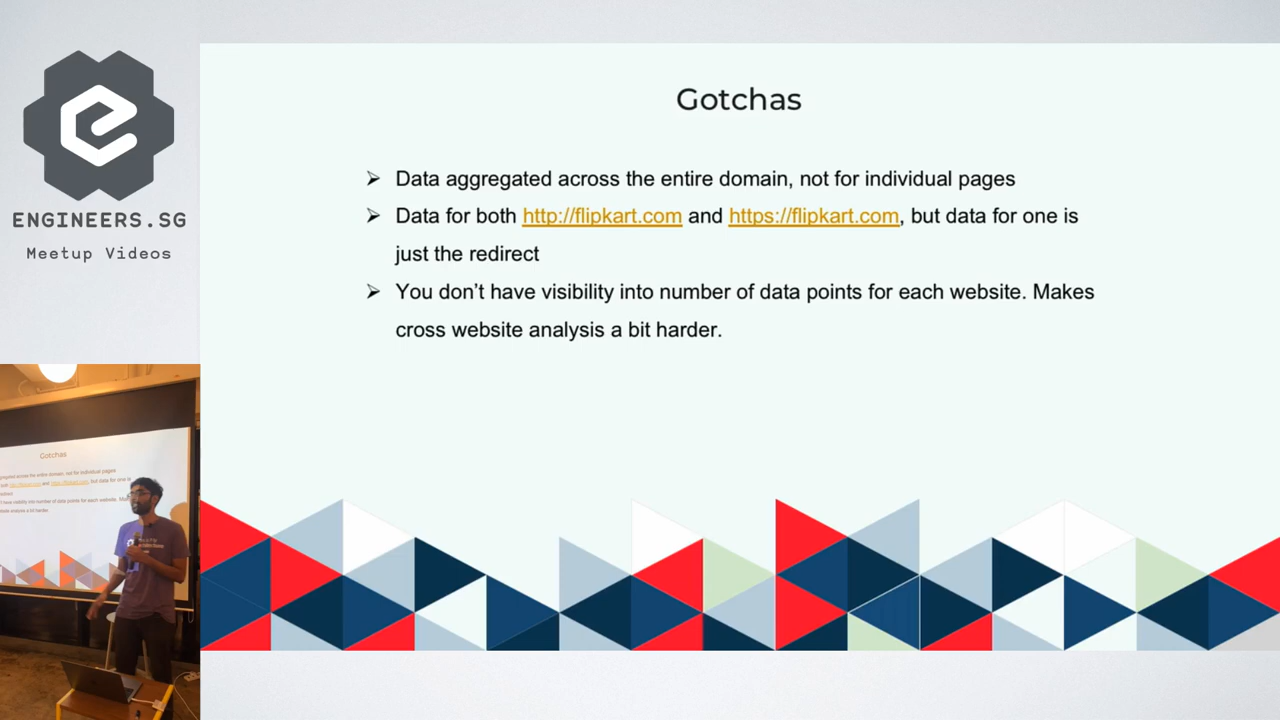 ENGINEERS.SG
Meetup Videos
Gotchas
➢ Data aggregated across the entire domain, not for individual pages
➢ Data for both http://flipkart.com and https://flipkart.com, but data for one is
just the redirect
➢ You don’t have visibility into number of data points for each website. Makes
cross website analysis a bit harder.
Gotchas